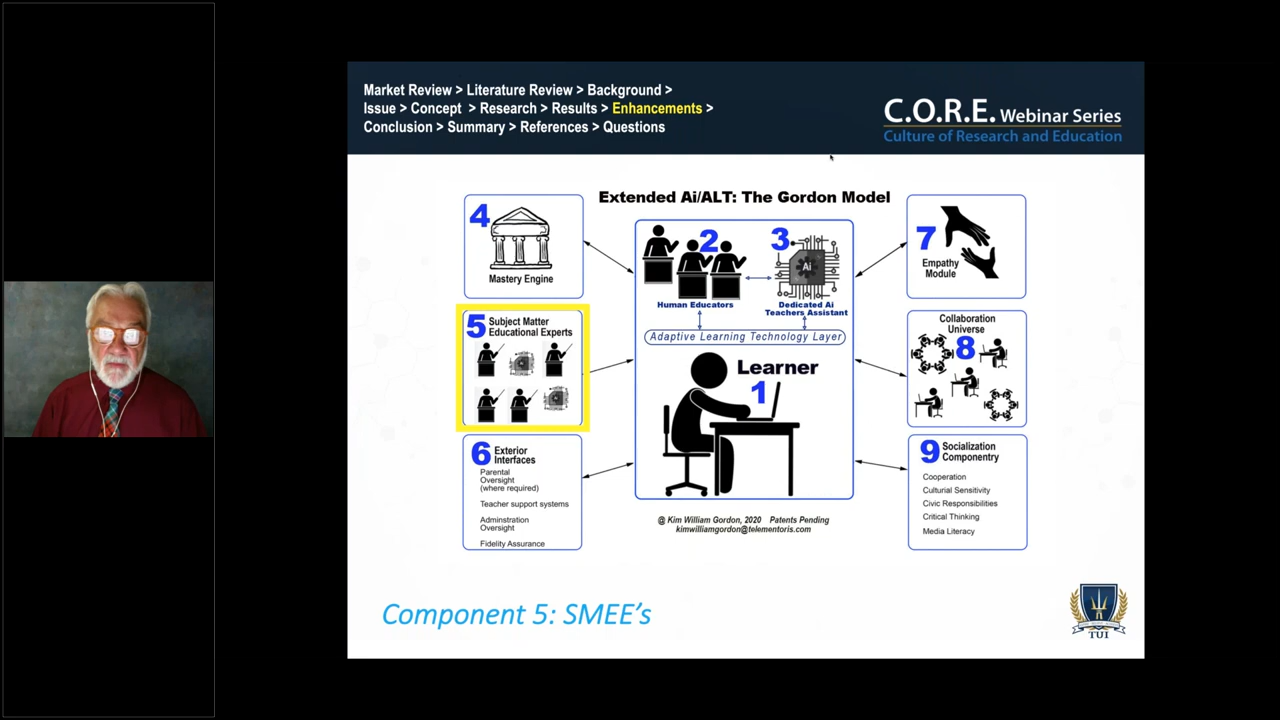 Market Review > Literature Review > Background >
Issue > Concept > Research > Results > Enhancements >
Conclusion > Summary > References > Questions
C.O.R.E. Webinar Series
Culture of Research and Education
Extended Ai/ALT: The Gordon Model
4
Mastery Engine
5 Subject Matter
Educational Experts
6 Exterior
Interfaces
Parental
Oversight
(where required)
Teacher support systems
Adminstration
Oversight
Fidelity Assurance
2
Human Educators
3
Ai
Dedicated Ai
Teachers Assistant
Adaptive Learning Technology Layer
Learner
1
7
Empathy
Module
Collaboration
Universe
8
9 Socialization
Componentry
Cooperation
Culturial Sensitivity
Civic Responsibilities
Critical Thinking
Media Literacy
@ Kim William Gordon, 2020 Patents Pending
kimwilliamgordon@telementoris.com
Component 5: SMEE's
TUI